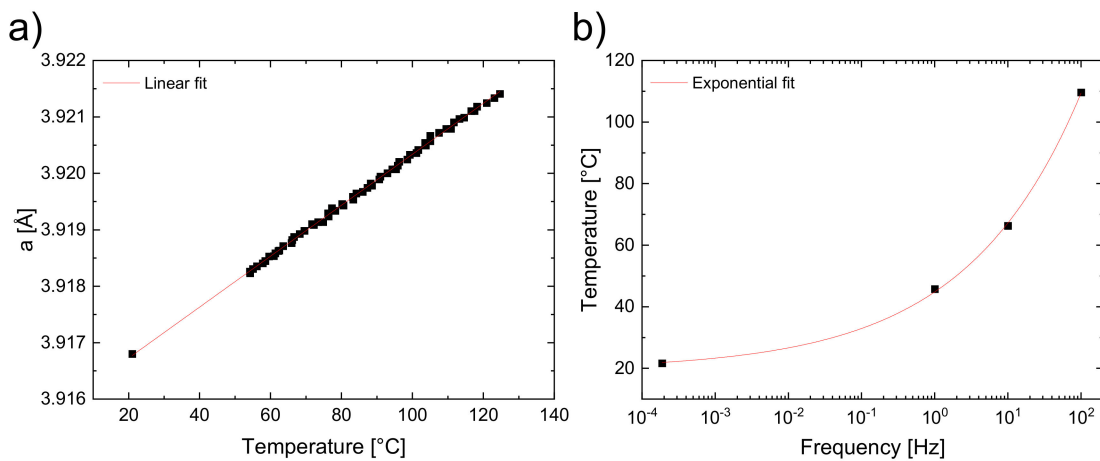 a)
Linear fit
3.922
3.921
3.920
3.919
3.918
3.917
3.916
a [Å]
20 40 60 80 100 120 140
Temperature [°C]
b)
Exponential fit
120
100
80
60
40
20
Temperature [°C]
10⁻⁴ 10⁻³ 10⁻² 10⁻¹ 10⁰ 10¹ 10²
Frequency [Hz]